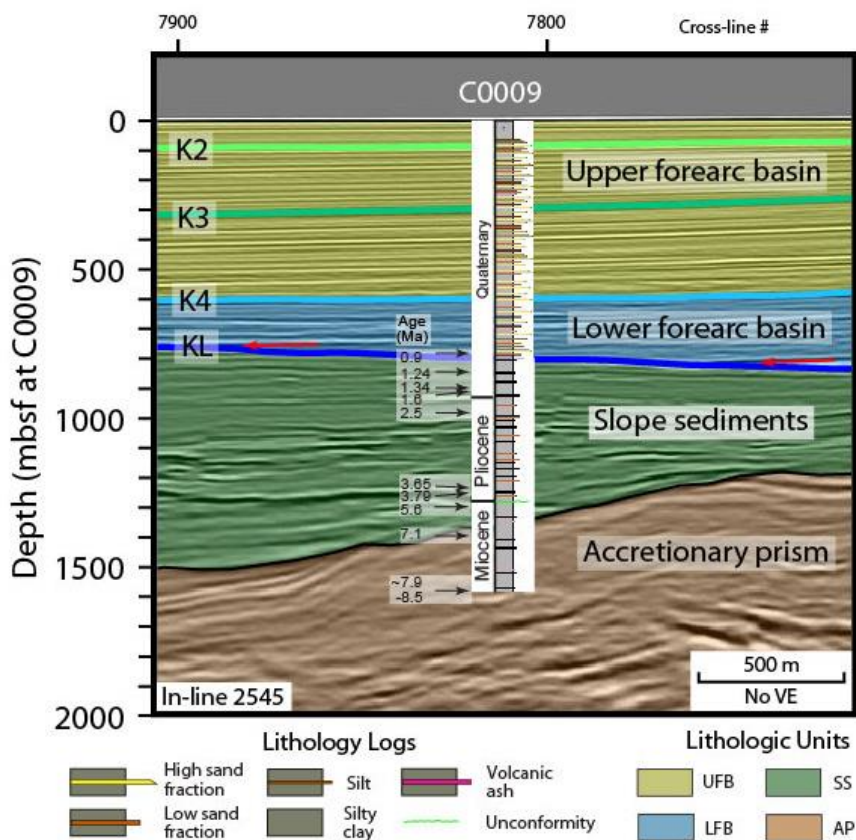 7900
7800
Cross-line #
C0009
0
K2
Upper forearc basin
K3
Quaternary
500
K4
Age
(Ma)
Lower forearc basin
KL
0.9
1.24
1.34
1.6
1000
2.5
Slope sediments
Pliocene
3.65
3.79
5.6
Miocene
7.1
Accretionary prism
1500
~7.9
-8.5
500 m
No VE
In-line 2545
2000
Depth (mbsf at C0009)
Lithology Logs
Lithologic Units
High sand
fraction
Silt
Volcanic
ash
UFB
SS
Low sand
fraction
Silty
clay
Unconformity
LFB
AP